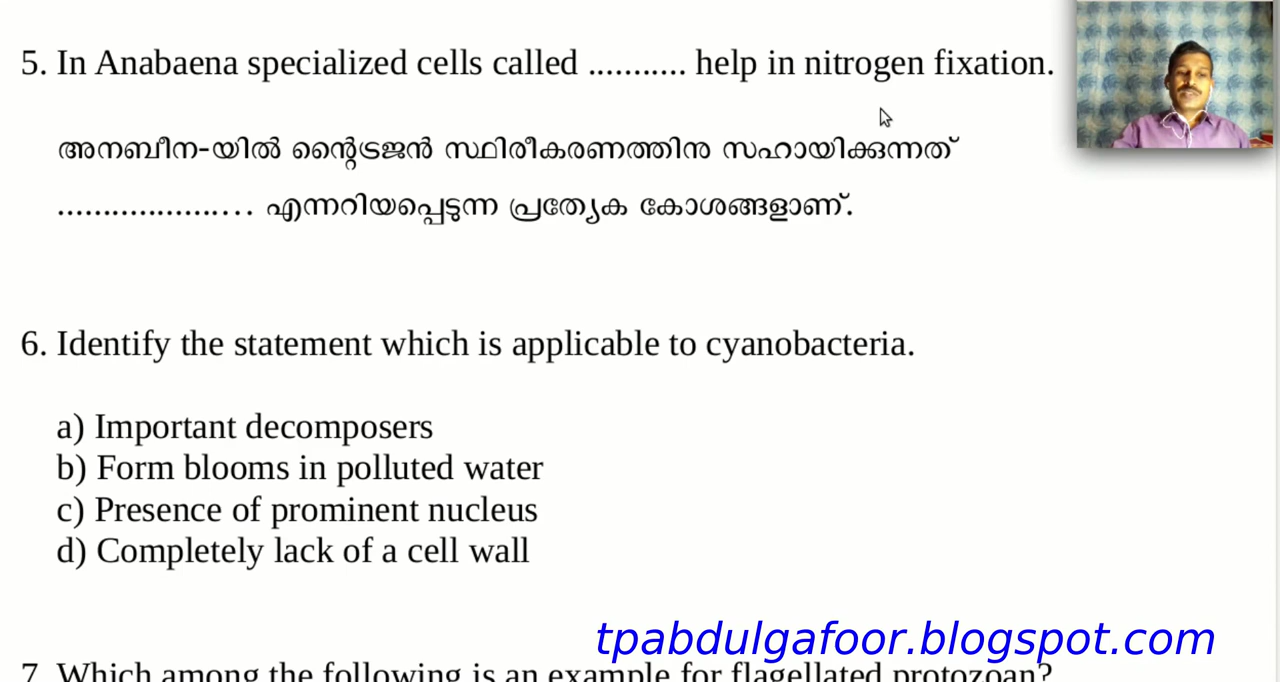 5. In Anabaena specialized cells called ........... help in nitrogen fixation.
അനബീന-യിൽ നൈട്രജൻ സ്ഥിരീകരണത്തിനു സഹായിക്കുന്നത്
..................... എന്നറിയപ്പെടുന്ന പ്രത്യേക കോശങ്ങളാണ്.
6. Identify the statement which is applicable to cyanobacteria.
a) Important decomposers
b) Form blooms in polluted water
c) Presence of prominent nucleus
d) Completely lack of a cell wall
tpabdulgafoor.blogspot.com
7. Which among the following is an example for flagellated protozoan?